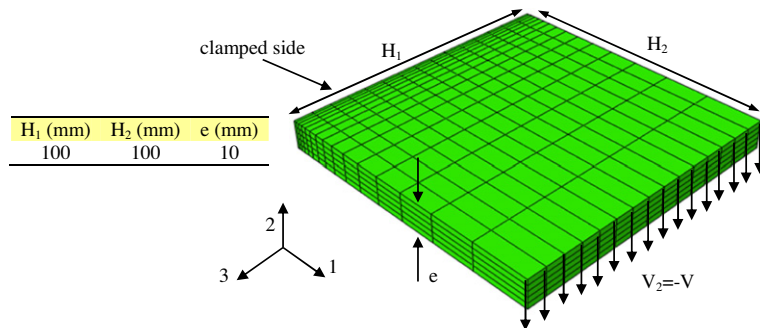 clamped side
H₁
H₂
H₁ (mm) H₂ (mm) e (mm)
100 100 10
2
3
1
e
V₂=-V